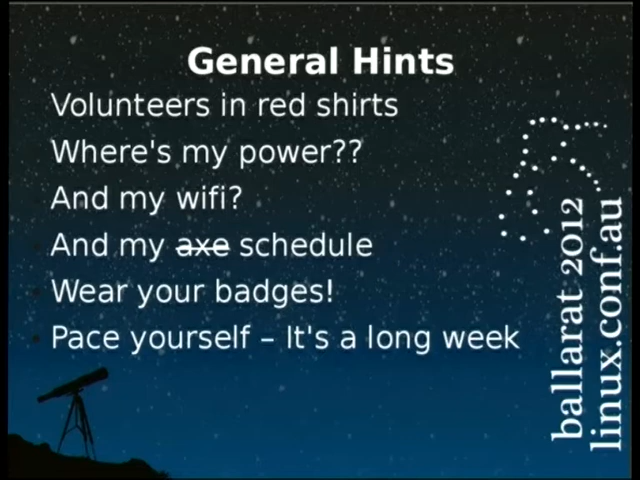 General Hints
Volunteers in red shirts
Where's my power??
And my wifi?
And my axe schedule
Wear your badges!
Pace yourself – It's a long week
ballarat 2012
linux.conf.au